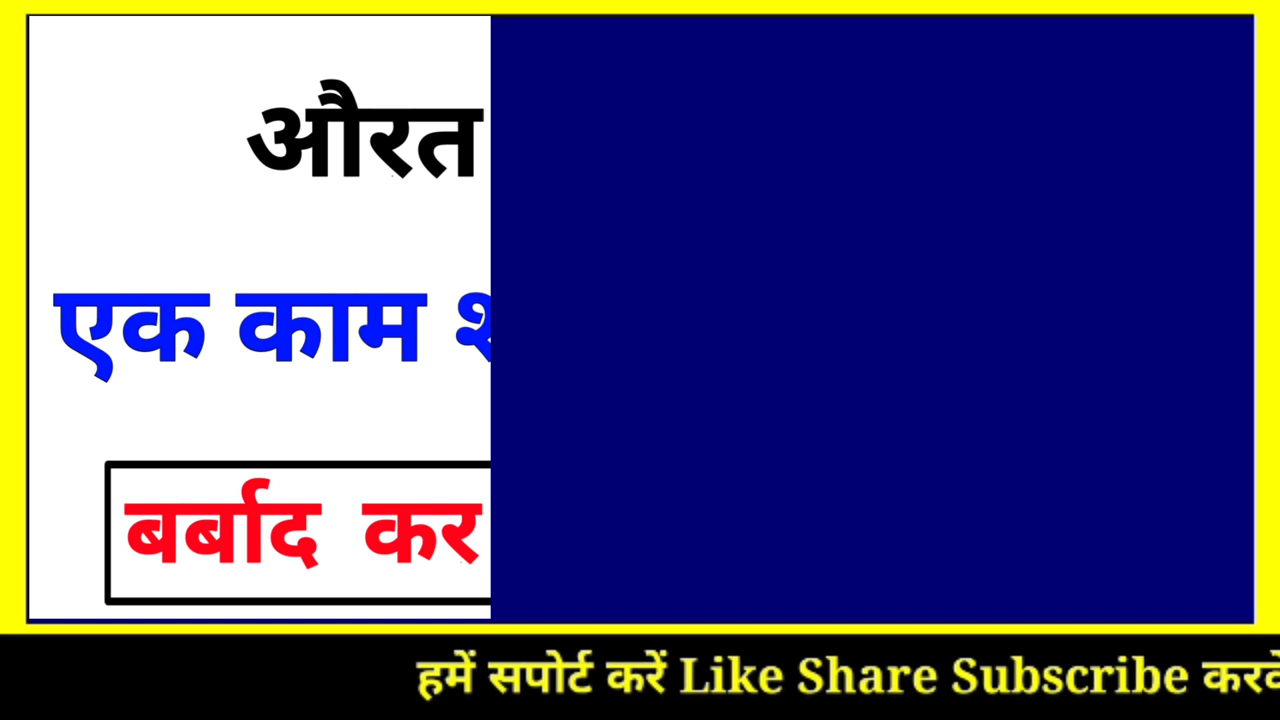 औरत
एक काम
बर्बाद कर
हमें सपोर्ट करें Like Share Subscribe